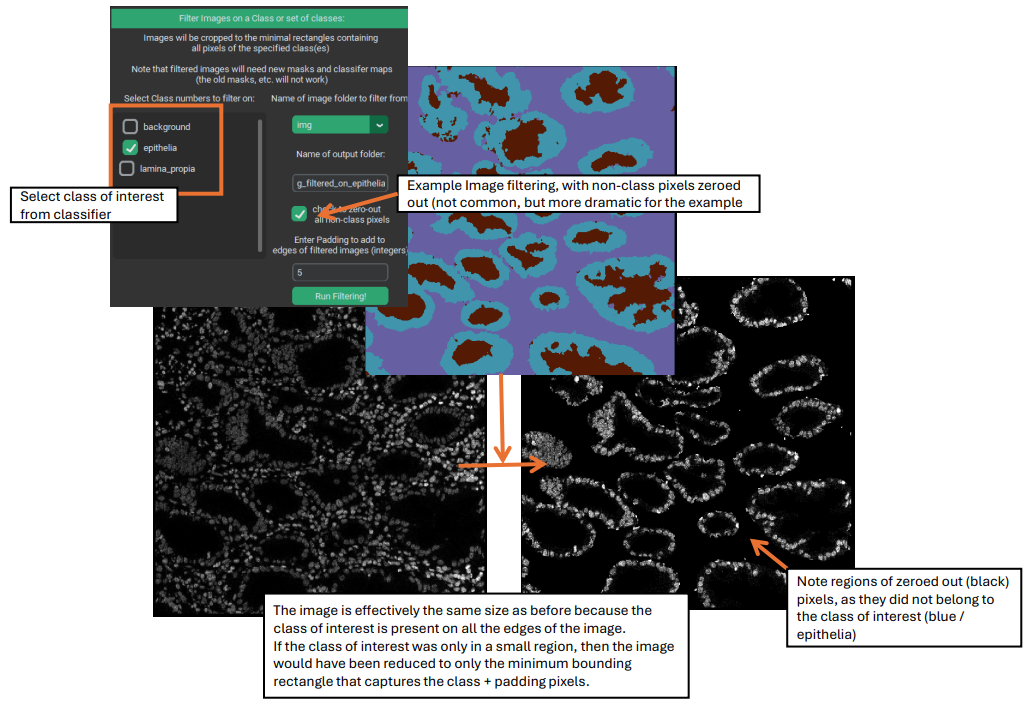 Filter Images on a Class or set of classes:
Images wil be cropped to the minimal rectangles containing
all pixels of the specified class(es)
Note that filtered images will need new masks and classifer maps
(the old masks, etc. will not work)
Select Class numbers to filter on:
Name of image folder to filter from
background
epithelia
lamina_propia
img
Name of output folder:
g_filtered_on_epithelia
check to zero-out
all non-class pixels
Enter Padding to add to
edges of filtered images (integers)
5
Run Filtering!
Select class of interest
from classifier
Example Image filtering, with non-class pixels zeroed
out (not common, but more dramatic for the example
Note regions of zeroed out (black)
pixels, as they did not belong to
the class of interest (blue /
epithelia)
The image is effectively the same size as before because the
class of interest is present on all the edges of the image.
If the class of interest was only in a small region, then the image
would have been reduced to only the minimum bounding
rectangle that captures the class + padding pixels.